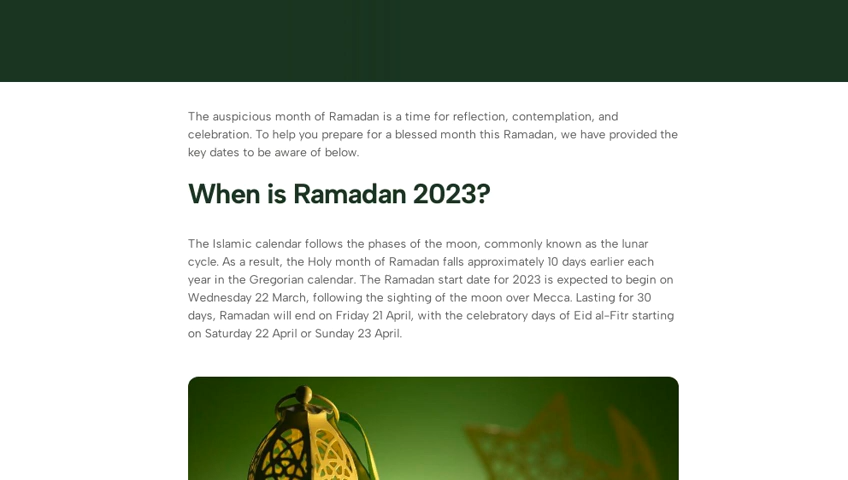 The auspicious month of Ramadan is a time for reflection, contemplation, and
celebration. To help you prepare for a blessed month this Ramadan, we have provided the
key dates to be aware of below.
When is Ramadan 2023?
The Islamic calendar follows the phases of the moon, commonly known as the lunar
cycle. As a result, the Holy month of Ramadan falls approximately 10 days earlier each
year in the Gregorian calendar. The Ramadan start date for 2023 is expected to begin on
Wednesday 22 March, following the sighting of the moon over Mecca. Lasting for 30
days, Ramadan will end on Friday 21 April, with the celebratory days of Eid al-Fitr starting
on Saturday 22 April or Sunday 23 April.